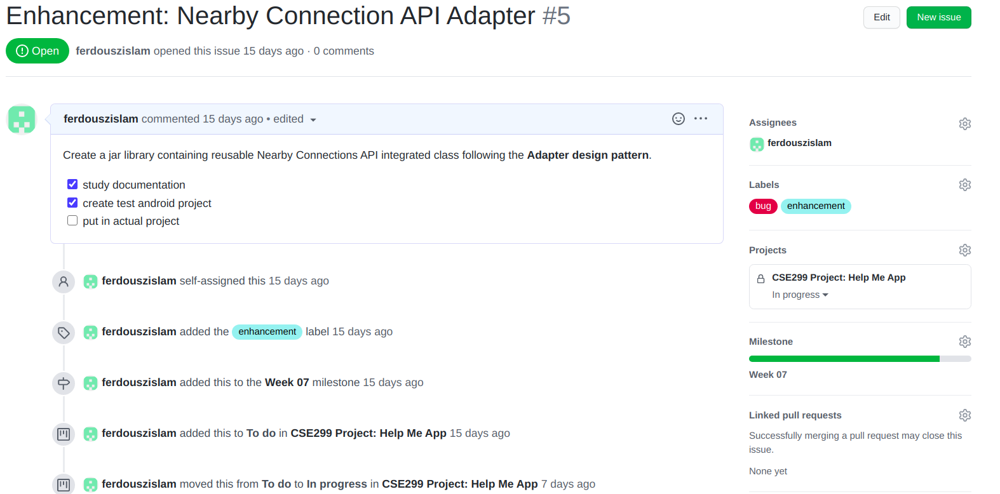 Enhancement: Nearby Connection API Adapter #5
Edit
New issue
Open
ferdouszislam opened this issue 15 days ago · 0 comments
ferdouszislam commented 15 days ago • edited
Create a jar library containing reusable Nearby Connections API integrated class following the Adapter design pattern.
study documentation
create test android project
put in actual project
ferdouszislam self-assigned this 15 days ago
ferdouszislam added the enhancement label 15 days ago
ferdouszislam added this to the Week 07 milestone 15 days ago
ferdouszislam added this to To do in CSE299 Project: Help Me App 15 days ago
ferdouszislam moved this from To do to In progress in CSE299 Project: Help Me App 7 days ago
Assignees
ferdouszislam
Labels
bug enhancement
Projects
CSE299 Project: Help Me App
In progress
Milestone
Week 07
Linked pull requests
Successfully merging a pull request may close this
issue.
None yet